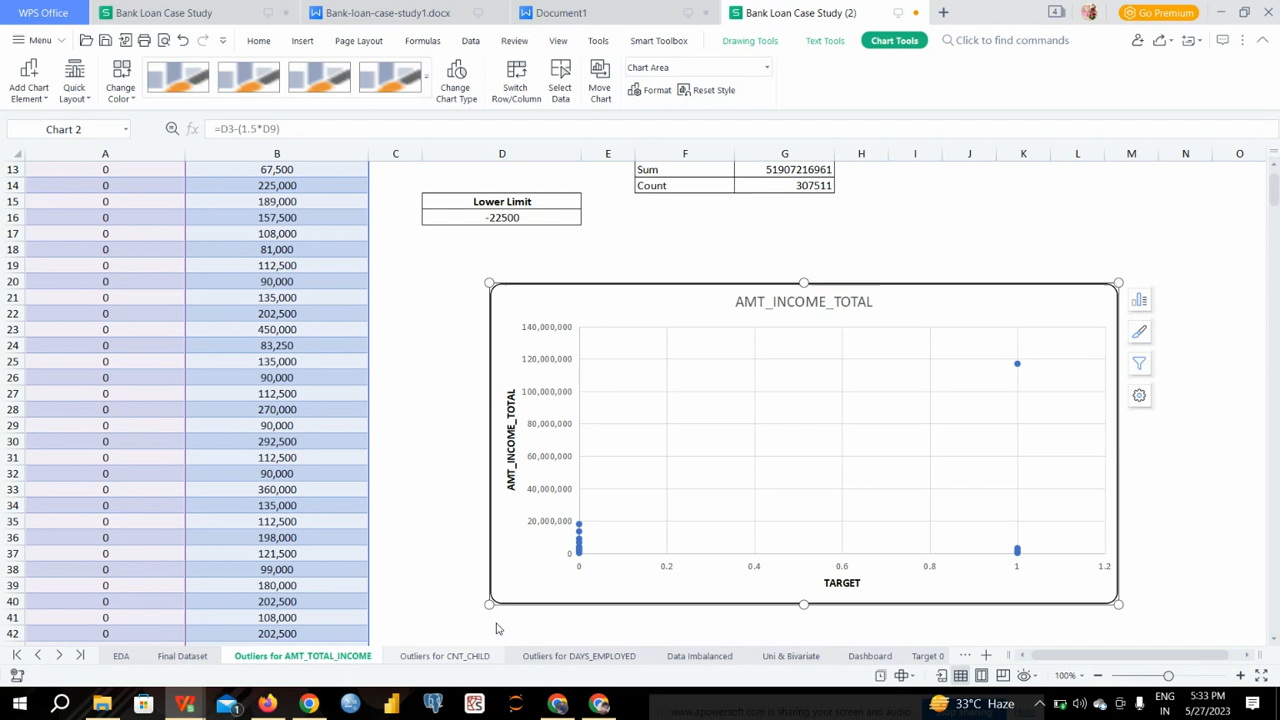 WPS Office Bank Loan Case Study Bank-loan-case-study1.docx Document1 Bank Loan Case Study (2) 4 Go Premium
Menu Home Insert Page Layout Formulas Data Review View Tools Smart Toolbox Drawing Tools Text Tools Chart Tools Click to find commands
Chart Area
Add Chart Element Quick Layout Change Color Change Chart Type Switch Row/Column Select Data Move Chart Format Reset Style
Chart 2 fx =D3-(1.5*D9)
A B C D E F G H I J K L M N O
13 0 67,500 Sum 51907216961
14 0 225,000 Count 307511
15 0 189,000 Lower Limit
16 0 157,500 -22500
17 0 108,000
18 0 81,000
19 0 112,500
20 0 90,000
21 0 135,000
22 0 202,500
23 0 450,000
24 0 83,250
25 0 135,000
26 0 90,000
27 0 112,500
28 0 270,000
29 0 90,000
30 0 292,500
31 0 112,500
32 0 90,000
33 0 360,000
34 0 135,000
35 0 112,500
36 0 198,000
37 0 121,500
38 0 99,000
39 0 180,000
40 0 202,500
41 0 108,000
42 0 202,500
AMT_INCOME_TOTAL
140,000,000
120,000,000
100,000,000
80,000,000
60,000,000
40,000,000
20,000,000
0
AMT_INCOME_TOTAL
0 0.2 0.4 0.6 0.8 1 1.2
TARGET
EDA Final Dataset Outliers for AMT_TOTAL_INCOME Outliers for CNT_CHILD Outliers for DAYS_EMPLOYED Data Imbalanced Uni & Bivariate Dashboard Target 0
100%
www.apowersoft.com is sharing your screen and audio
33°C Haze
ENG
IN
5:33 PM
5/27/2023